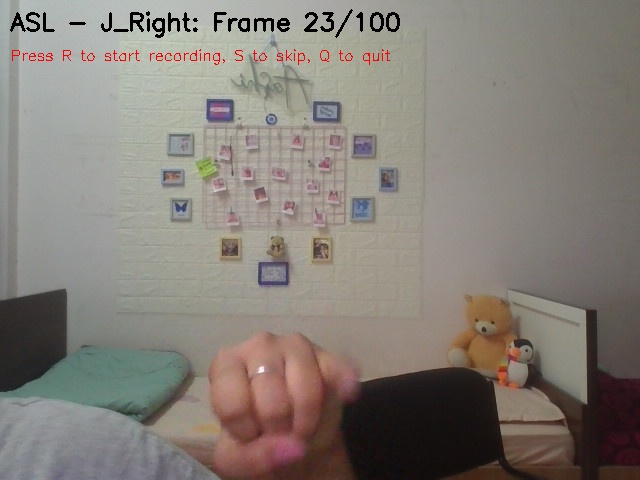 ASL - J_Right: Frame 23/100
Press R to start recording, S to skip, Q to quit